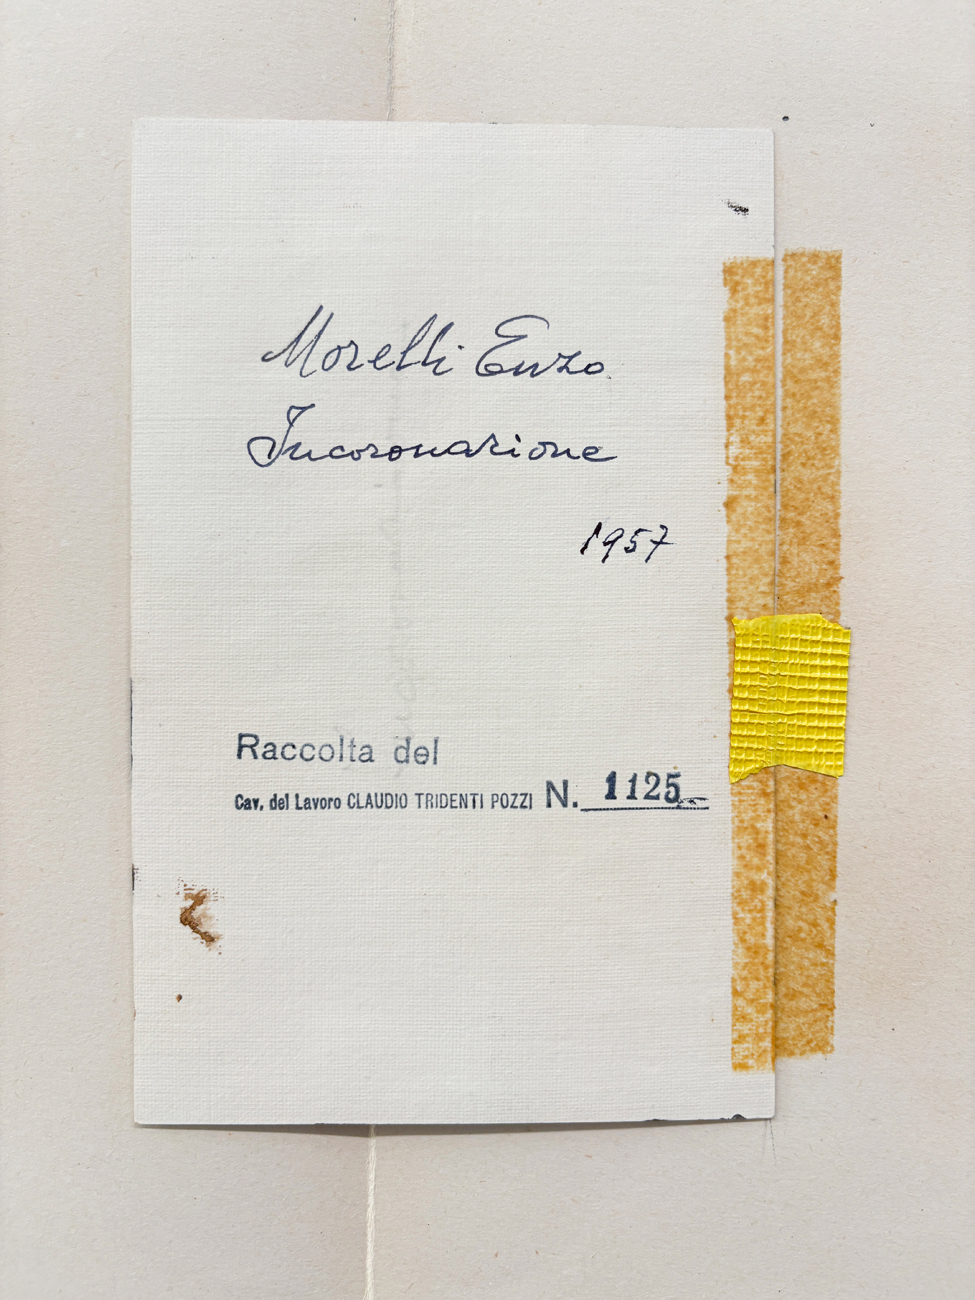 Morelli Enzo
Incoronazione
1957
Raccolta del
Cav. del Lavoro CLAUDIO TRIDENTI POZZI N. 1125